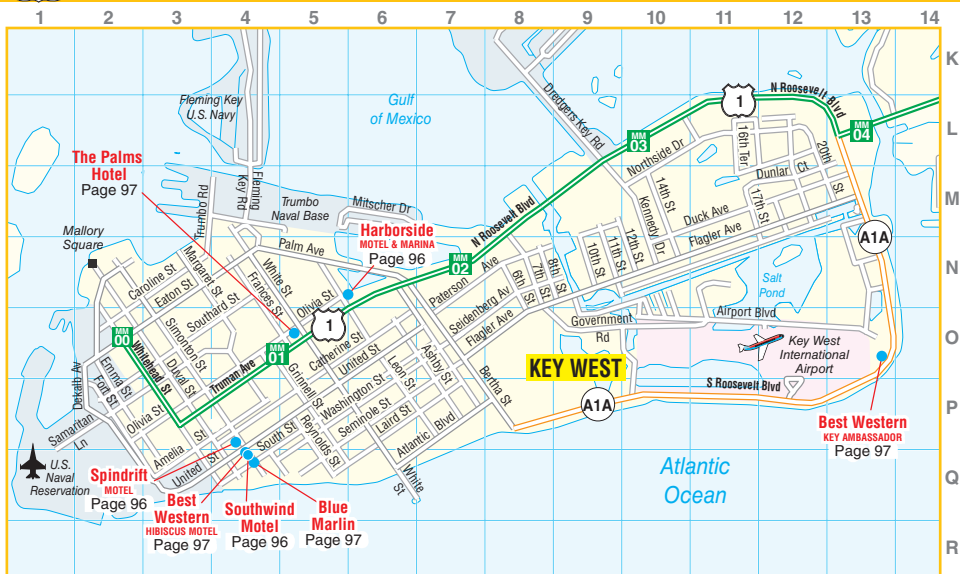 1 2 3 4 5 6 7 8 9 10 11 12 13 14
K
L
M
N
O
P
Q
R
Fleming Key
U.S. Navy
Gulf
of Mexico
Dredgers Key Rd
N Roosevelt Blvd
1
MM
04
MM
03
Northside Dr
16th Ter
20th
St
Dunlar Ct
14th St
17th St
The Palms
Hotel
Page 97
Trumbo Rd
Fleming
Key Rd
Trumbo
Naval Base
Mitscher Dr
N Roosevelt Blvd
Kennedy Dr
Duck Ave
Flagler Ave
A1A
Mallory
Square
Harborside
MOTEL & MARINA
Page 96
Palm Ave
MM
02
12th St
11th St
10th St
8th St
7th St
6th St
Paterson Ave
Salt
Pond
Caroline St
Eaton St
Margaret St
Southard St
Frances St
White St
Olivia St
Seidenberg Av
Flagler Ave
Government
Rd
Airport Blvd
MM
00
Whitehead St
Simonton St
Duval St
Truman Ave
MM
01
1
Catherine St
United St
Grinnell St
Leon St
Ashby St
Bertha St
KEY WEST
Key West
International
Airport
S Roosevelt Blvd
A1A
Dekalb Av
Emma St
Fort St
Olivia St
Samaritan
Ln
Amelia St
United St
South St
Reynolds St
Washington St
Seminole St
Laird St
Atlantic Blvd
White
St
Best Western
KEY AMBASSADOR
Page 97
U.S.
Naval
Reservation
Spindrift
MOTEL
Page 96
Best
Western
HIBISCUS MOTEL
Page 97
Southwind
Motel
Page 96
Blue
Marlin
Page 97
Atlantic
Ocean